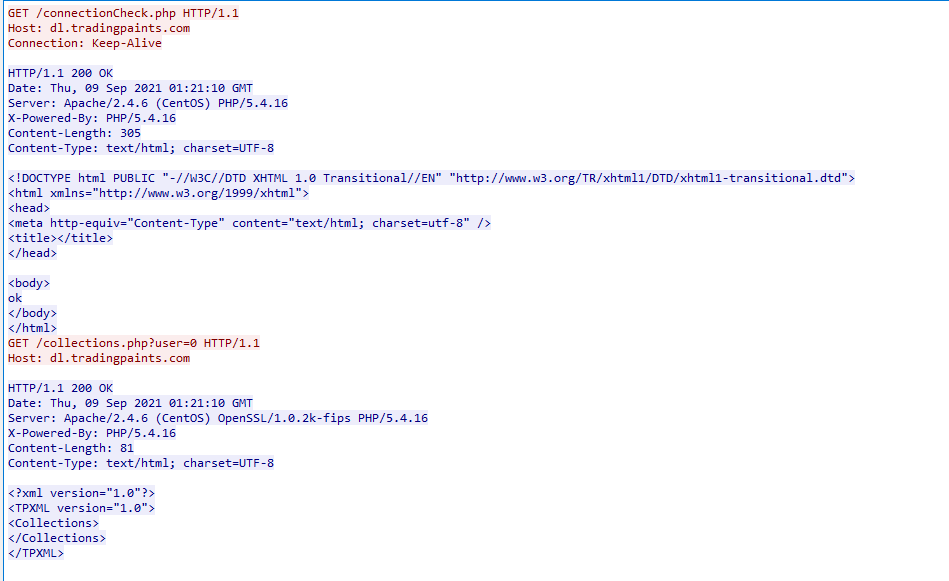 GET /connectionCheck.php HTTP/1.1
Host: dl.tradingpaints.com
Connection: Keep-Alive
HTTP/1.1 200 OK
Date: Thu, 09 Sep 2021 01:21:10 GMT
Server: Apache/2.4.6 (CentOS) PHP/5.4.16
X-Powered-By: PHP/5.4.16
Content-Length: 305
Content-Type: text/html; charset=UTF-8
<!DOCTYPE html PUBLIC "-//W3C//DTD XHTML 1.0 Transitional//EN" "http://www.w3.org/TR/xhtml1/DTD/xhtml1-transitional.dtd">
<html xmlns="http://www.w3.org/1999/xhtml">
<head>
<meta http-equiv="Content-Type" content="text/html; charset=utf-8" />
<title></title>
</head>
<body>
ok
</body>
</html>
GET /collections.php?user=0 HTTP/1.1
Host: dl.tradingpaints.com
HTTP/1.1 200 OK
Date: Thu, 09 Sep 2021 01:21:10 GMT
Server: Apache/2.4.6 (CentOS) OpenSSL/1.0.2k-fips PHP/5.4.16
X-Powered-By: PHP/5.4.16
Content-Length: 81
Content-Type: text/html; charset=UTF-8
<?xml version="1.0"?>
<TPXML version="1.0">
<Collections>
</Collections>
</TPXML>